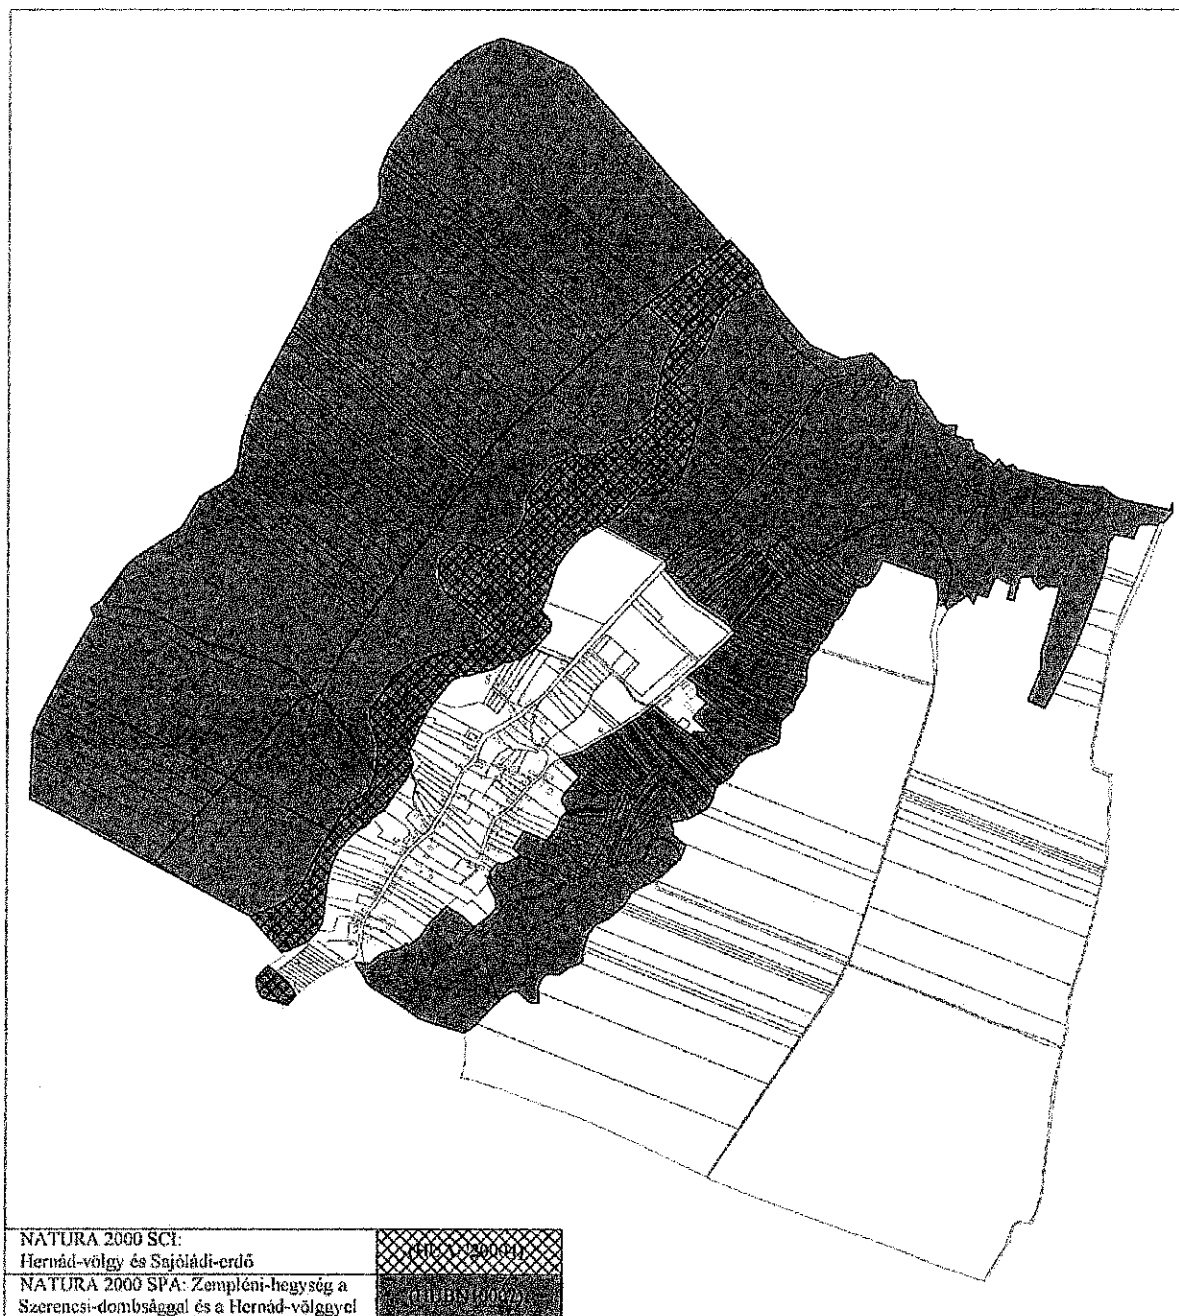 NATURA 2000 SCI:
Hernád-völgy és Sajóládi-erdő
NATURA 2000 SPA: Zempléni-hegység a
Szerencsi-dombsággal és a Hernád-völggyel